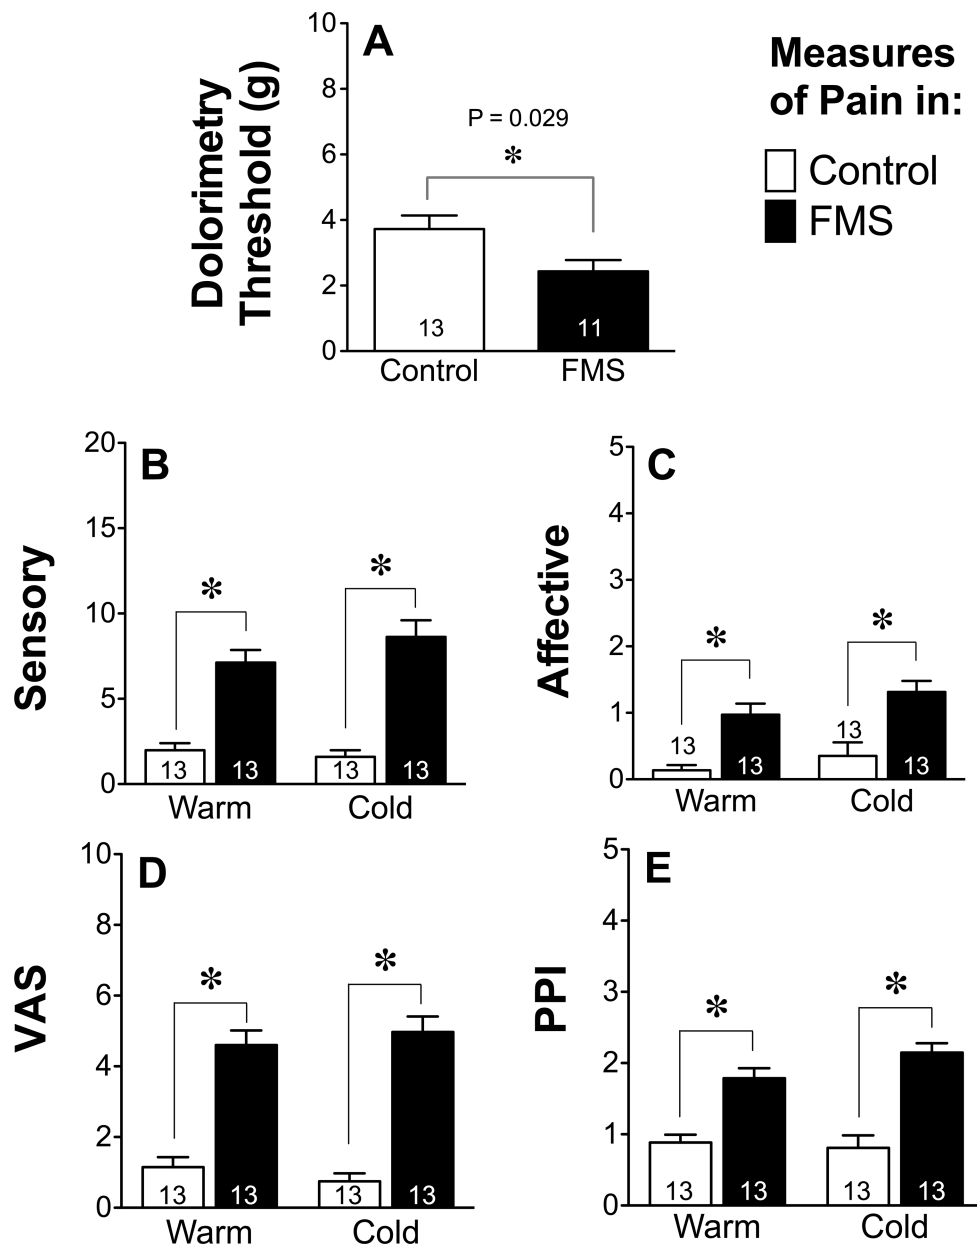 A
Dolorimetry
Threshold (g)
10
8
6
4
2
0
P = 0.029
*
13
11
Control
FMS
Measures
of Pain in:
Control
FMS
B
Sensory
20
15
10
5
0
*
*
13
13
13
13
Warm
Cold
C
Affective
5
4
3
2
1
0
*
*
13
13
13
13
Warm
Cold
D
VAS
10
8
6
4
2
0
*
*
13
13
13
13
Warm
Cold
E
PPI
5
4
3
2
1
0
*
*
13
13
13
13
Warm
Cold